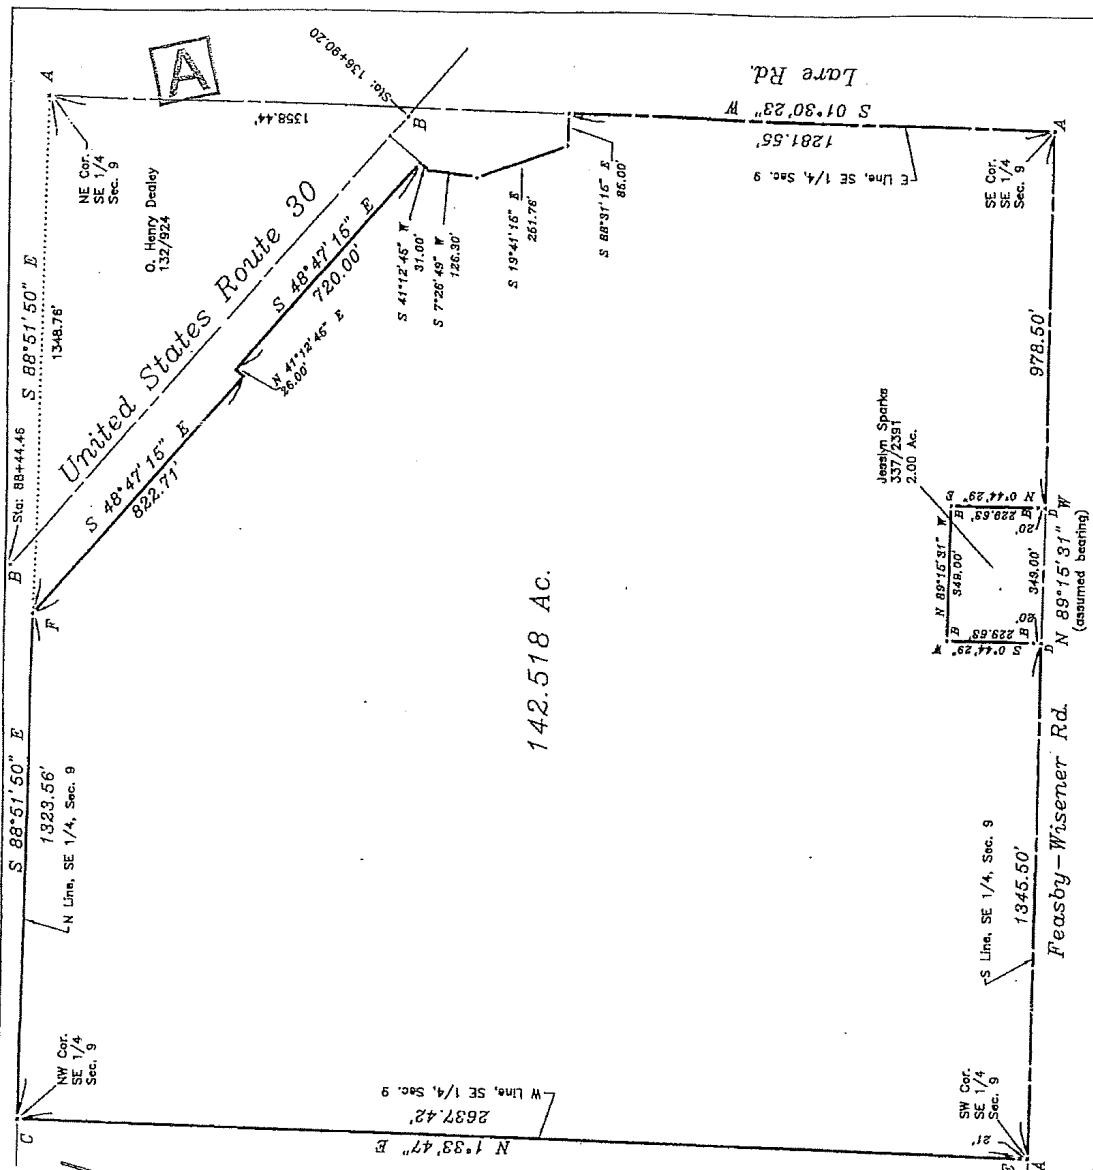 A
A
Sta: 136+90.20
B
1358.44'
NE Cor.
SE 1/4
Sec. 9
O. Henry Dealey
132/924
S 88°51'50" E
1348.76'
Sta: 88+44.46
B
United States Route 30
S 48°47'15" E
720.00'
N 41°12'45" E
26.00'
S 48°47'15" E
822.71'
F
S 41°12'45" W
31.00'
S 7°26'49" W
126.30'
S 19°41'16" E
251.76'
S 88°31'16" E
86.00'
Lare Rd.
S 01°30'23" W
1281.55'
E Line, SE 1/4, Sec. 9
SE Cor.
SE 1/4
Sec. 9
A
978.50'
Jesslyn Sparks
337/2391
2.00 Ac.
N 0°44'29" E
229.63'
B
B
20'
D
N 89°15'31" W
349.00'
S 0°44'29" W
229.63'
B
B
20'
D
349.00'
N 89°15'31" W
(assumed bearing)
142.518 Ac.
S 88°51'50" E
1323.56'
N Line, SE 1/4, Sec. 9
NW Cor.
SE 1/4
Sec. 9
C
W Line, SE 1/4, Sec. 9
2637.42'
N 1°33'47" E
S Line, SE 1/4, Sec. 9
1345.50'
Feasby-Wisener Rd.
SW Cor.
SE 1/4
Sec. 9
21'
A